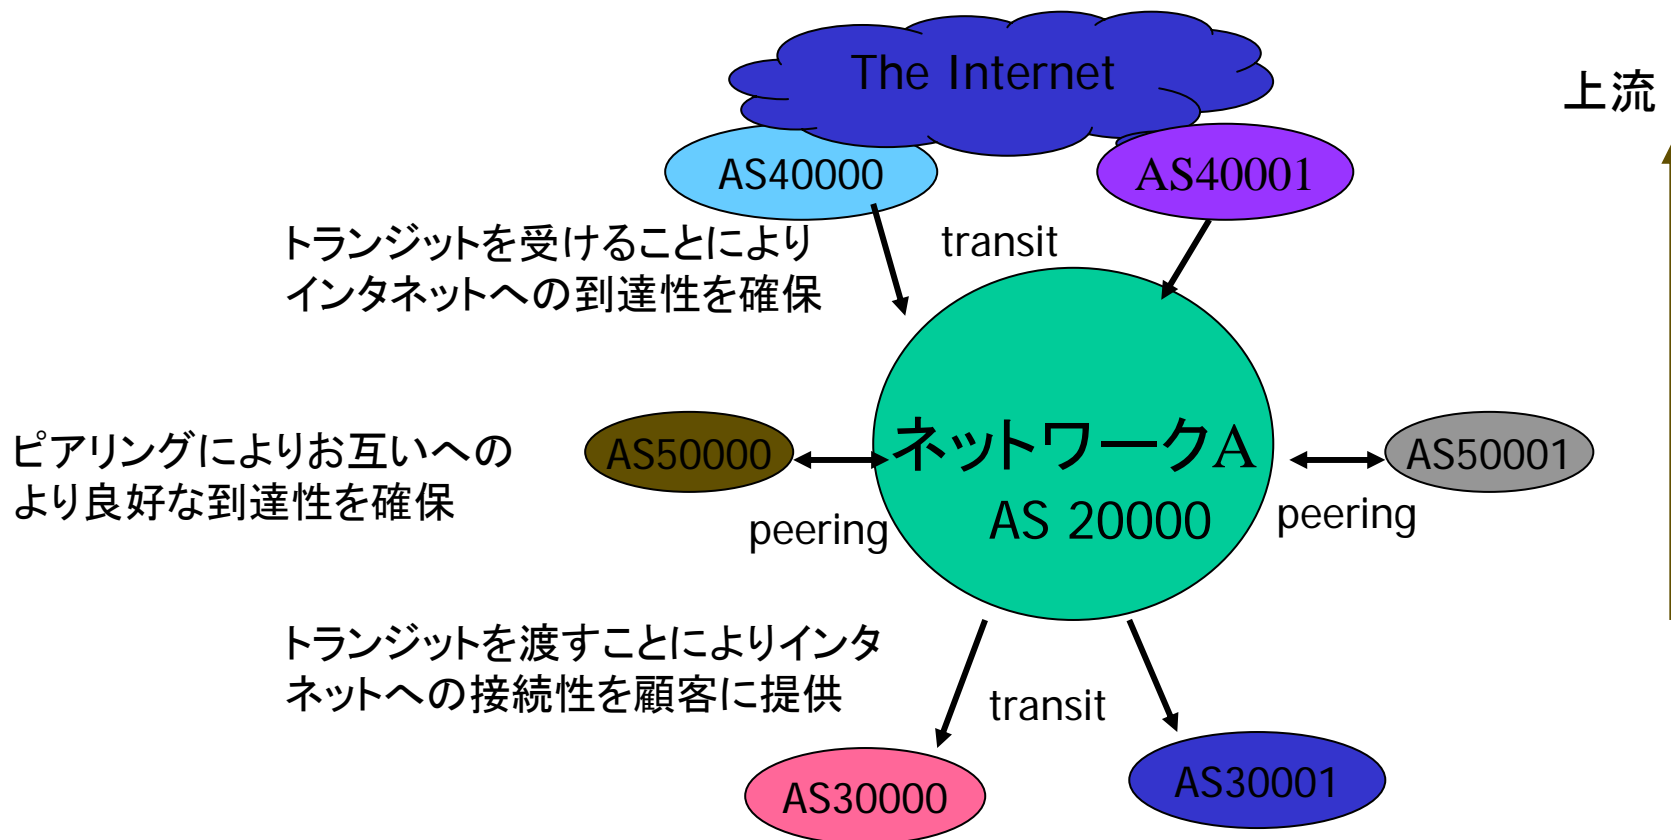 The Internet
上流
AS40000
AS40001
トランジットを受けることにより
インタネットへの到達性を確保
transit
ピアリングによりお互いへの
より良好な到達性を確保
AS50000
ネットワークA
AS 20000
AS50001
peering
peering
トランジットを渡すことによりインタ
ネットへの接続性を顧客に提供
transit
AS30000
AS30001